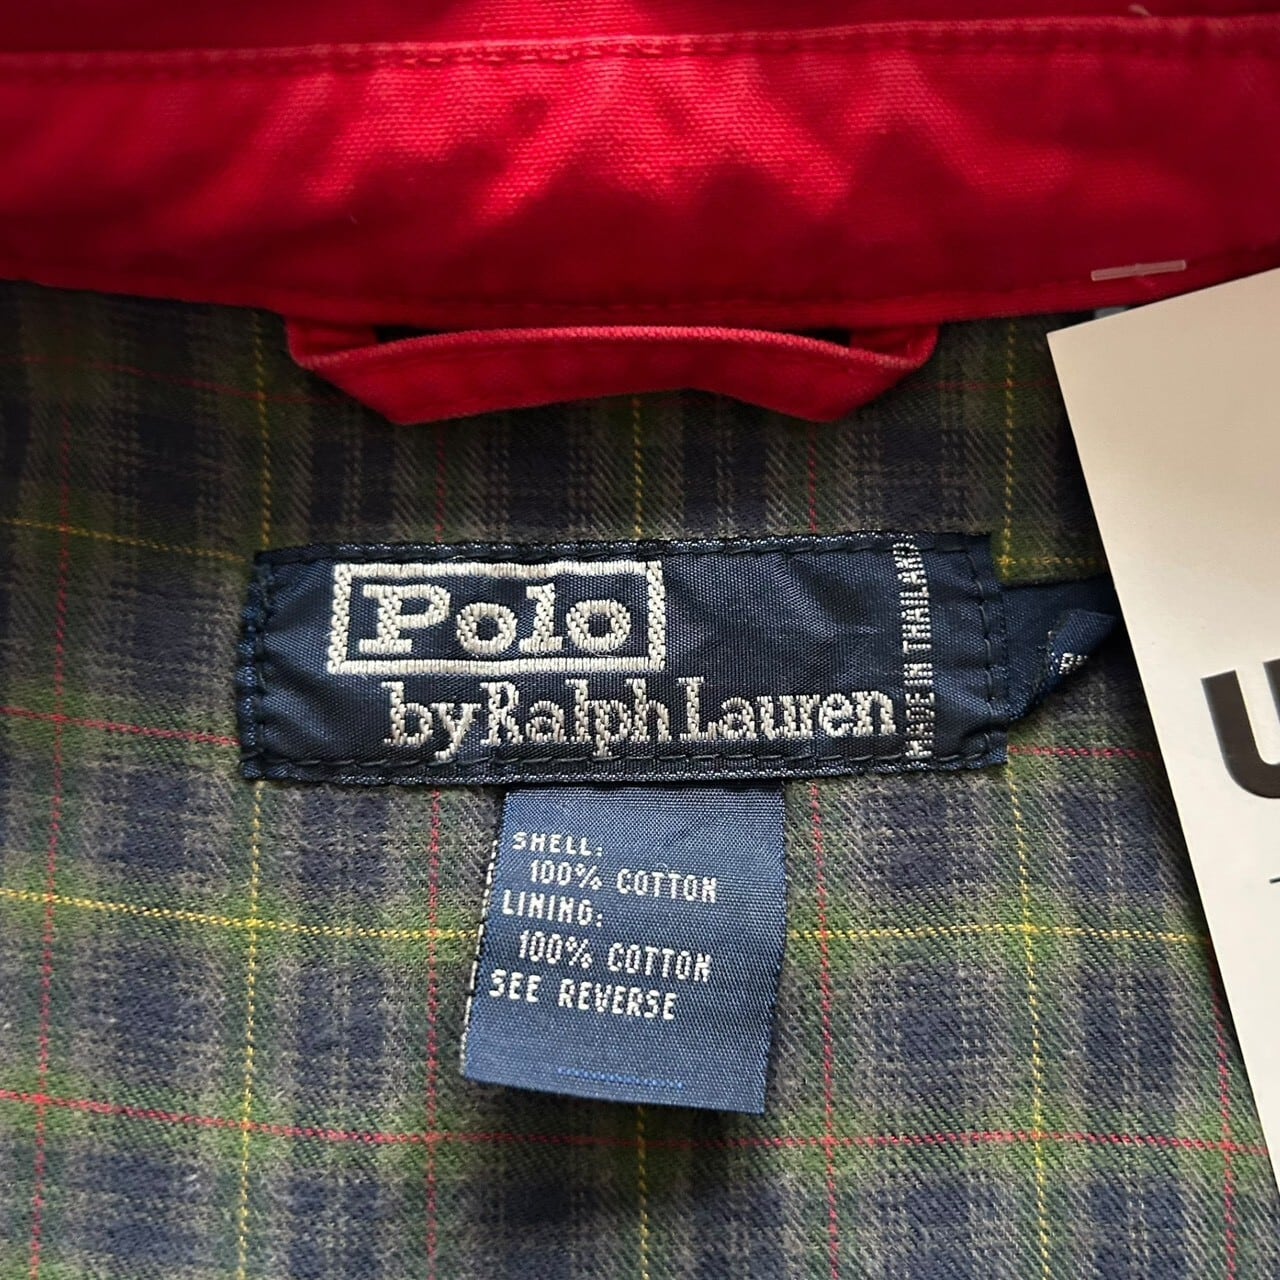 Polo
by Ralph Lauren
MADE IN THAILAND
SHELL:
100% COTTON
LINING:
100% COTTON
SEE REVERSE